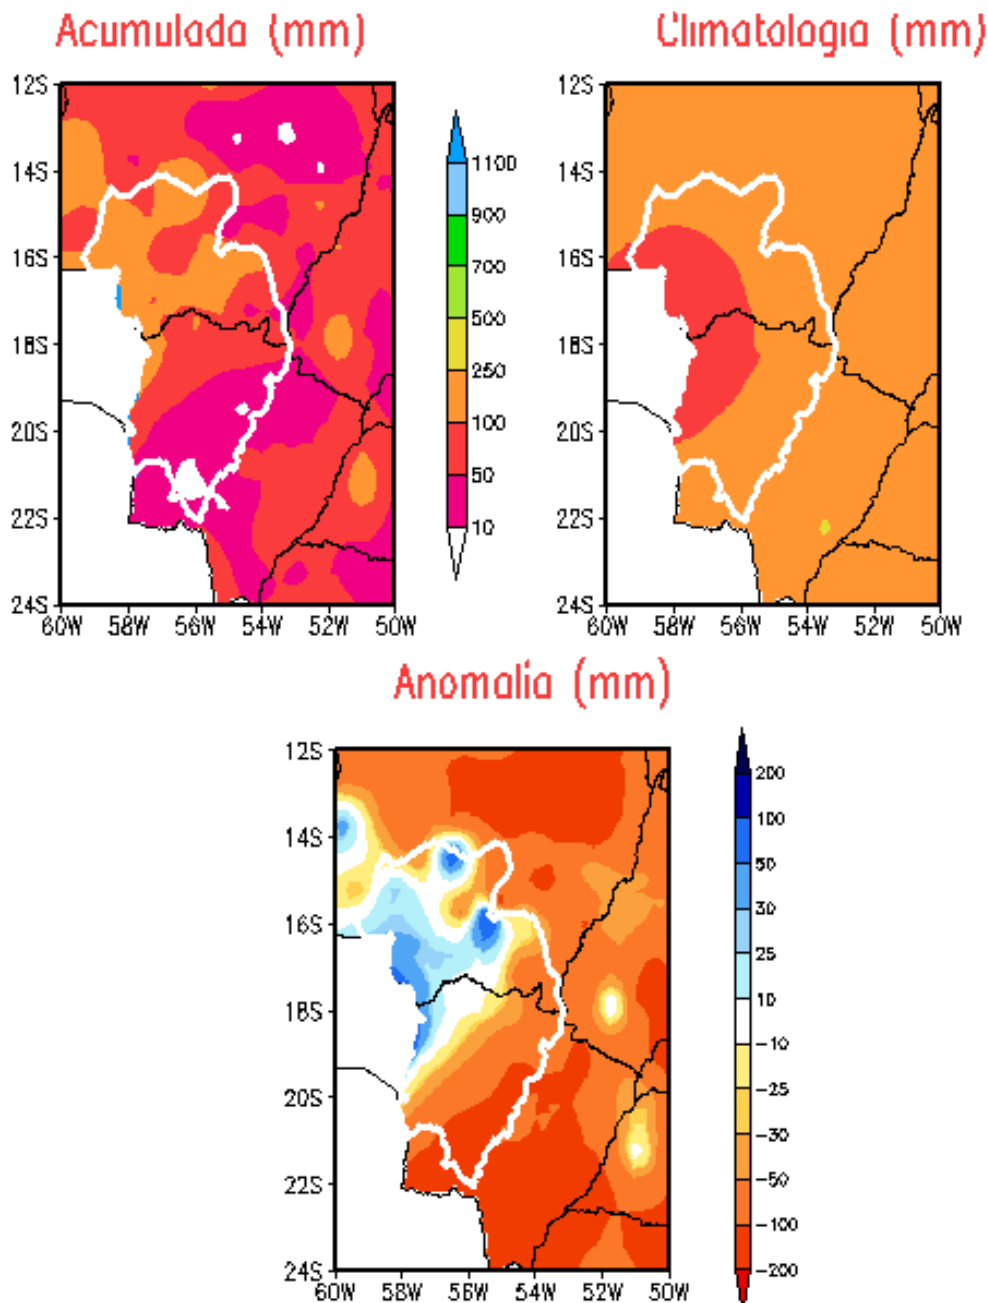 Acumulada (mm)
Climatologia (mm)
12S
14S
16S
18S
20S
22S
24S
60W 58W 56W 54W 52W 50W
1100
900
700
500
250
100
50
10
12S
14S
16S
18S
20S
22S
24S
60W 58W 56W 54W 52W 50W
Anomalia (mm)
12S
14S
16S
18S
20S
22S
24S
60W 58W 56W 54W 52W 50W
200
100
50
30
25
10
-10
-25
-30
-50
-100
-200